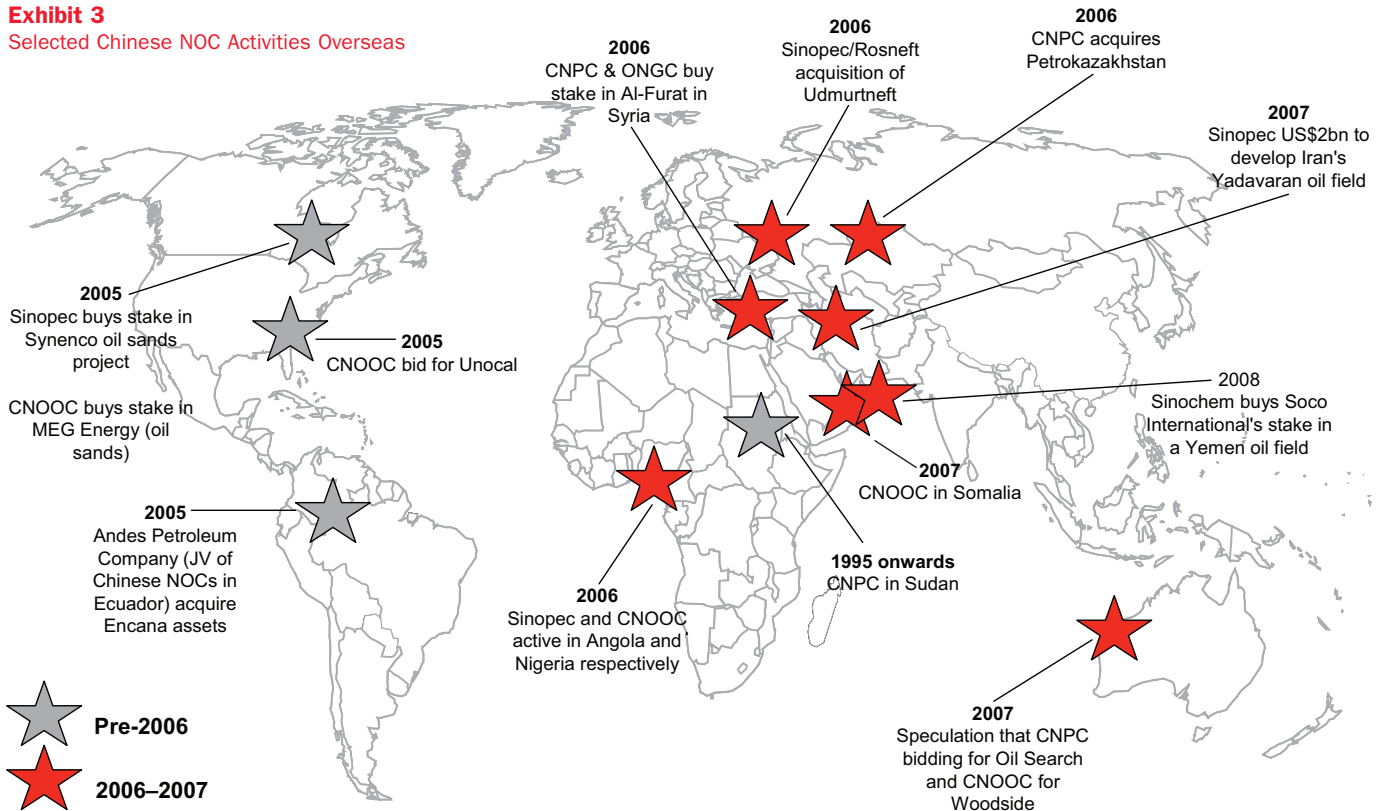 Exhibit 3
Selected Chinese NOC Activities Overseas
2006
CNPC & ONGC buy
stake in Al-Furat in
Syria
2006
Sinopec/Rosneft
acquisition of
Udmurtneft
2006
CNPC acquires
Petrokazakhstan
2007
Sinopec US$2bn to
develop Iran's
Yadavaran oil field
2005
Sinopec buys stake in
Synenco oil sands
project
CNOOC buys stake in
MEG Energy (oil
sands)
2005
CNOOC bid for Unocal
2008
Sinochem buys Soco
International's stake in
a Yemen oil field
2007
CNOOC in Somalia
1995 onwards
CNPC in Sudan
2005
Andes Petroleum
Company (JV of
Chinese NOCs in
Ecuador) acquire
Encana assets
2006
Sinopec and CNOOC
active in Angola and
Nigeria respectively
2007
Speculation that CNPC
bidding for Oil Search
and CNOOC for
Woodside
Pre-2006
2006–2007